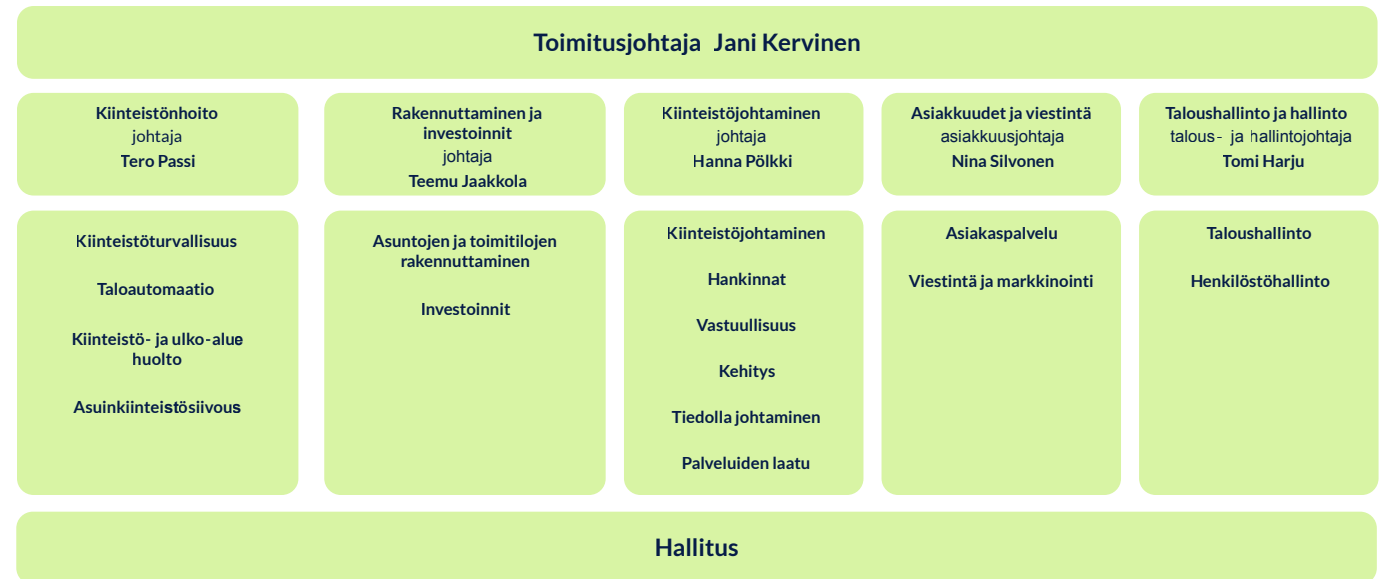 Toimitusjohtaja Jani Kervinen
Kiinteistönhoito
johtaja
Tero Passi
Rakennuttaminen ja
investoinnit
johtaja
Teemu Jaakkola
Kiinteistöjohtaminen
johtaja
Hanna Pölkki
Asiakkuudet ja viestintä
asiakkuusjohtaja
Nina Silvonen
Taloushallinto ja hallinto
talous- ja hallintojohtaja
Tomi Harju
Kiinteistöturvallisuus
Taloautomaatio
Kiinteistö- ja ulko-alue
huolto
Asuinkiinteistösiivous
Asuntojen ja toimitilojen
rakennuttaminen
Investoinnit
Kiinteistöjohtaminen
Hankinnat
Vastuullisuus
Kehitys
Tiedolla johtaminen
Palveluiden laatu
Asiakaspalvelu
Viestintä ja markkinointi
Taloushallinto
Henkilöstöhallinto
Hallitus